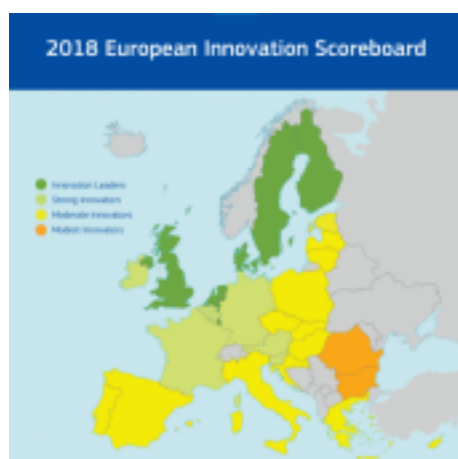 2018 European Innovation Scoreboard
Innovation Leaders
Strong Innovators
Moderate Innovators
Modest Innovators